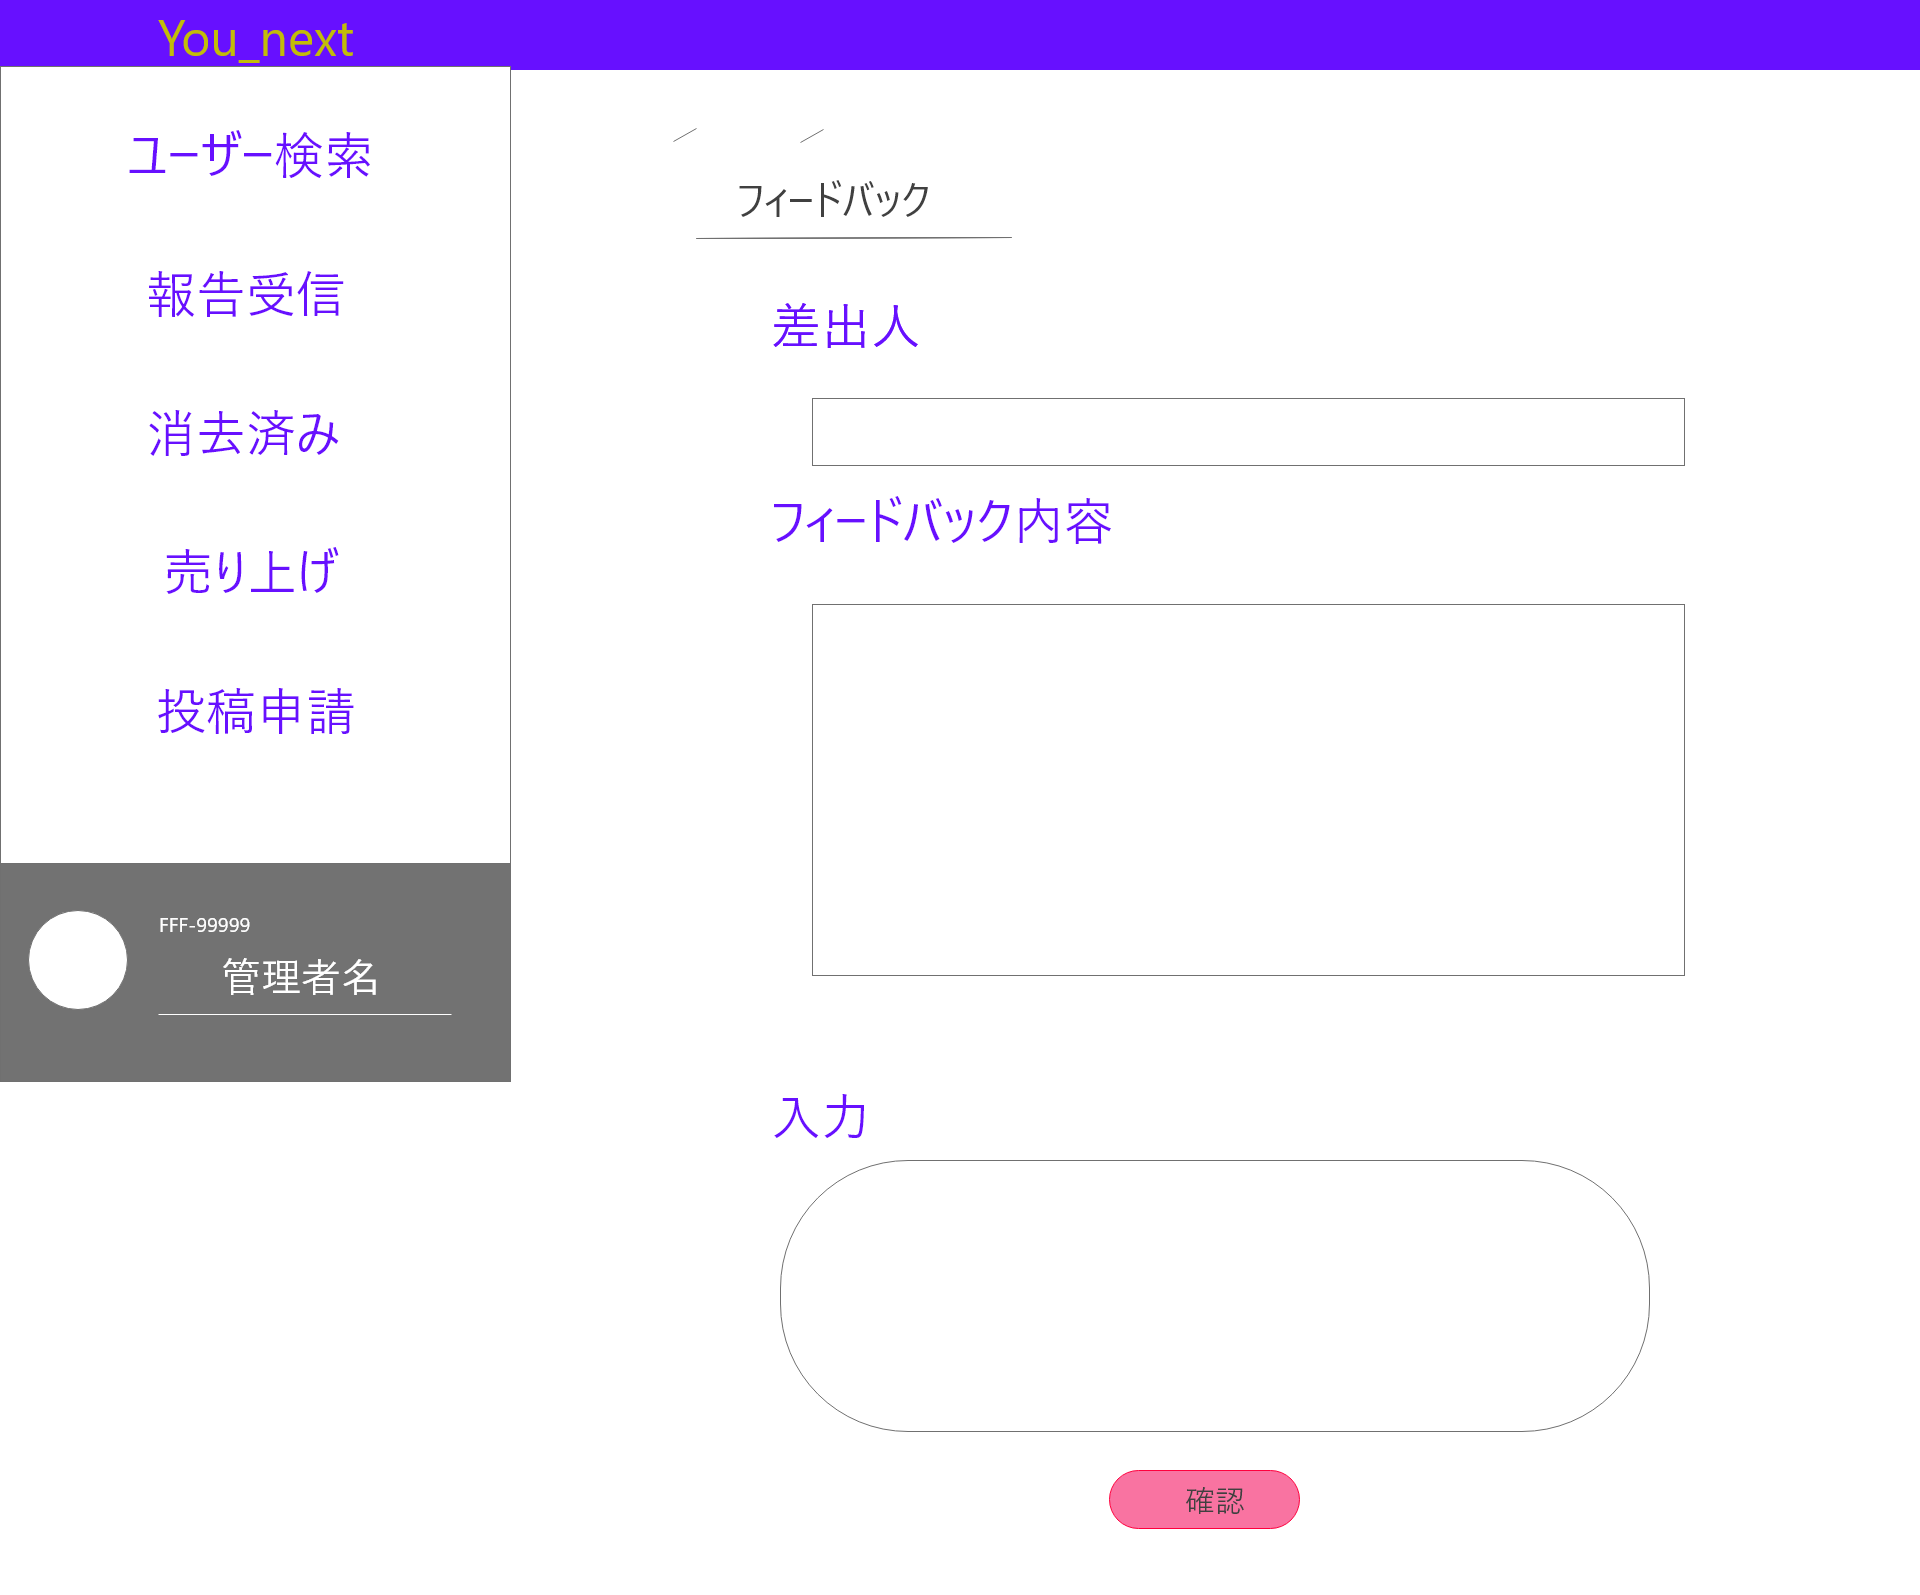 You_next
ユーザー検索
報告受信
消去済み
売り上げ
投稿申請
FFF-99999
管理者名
フィードバック
差出人
フィードバック内容
入力
確認